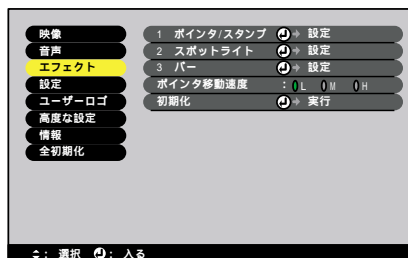 映像
音声
エフェクト
設定
ユーザーロゴ
高度な設定
情報
全初期化
1 ポインタ/スタンプ 設定
2 スポットライト 設定
3 バー 設定
ポインタ移動速度 : L M H
初期化 実行
: 選択 : 入る